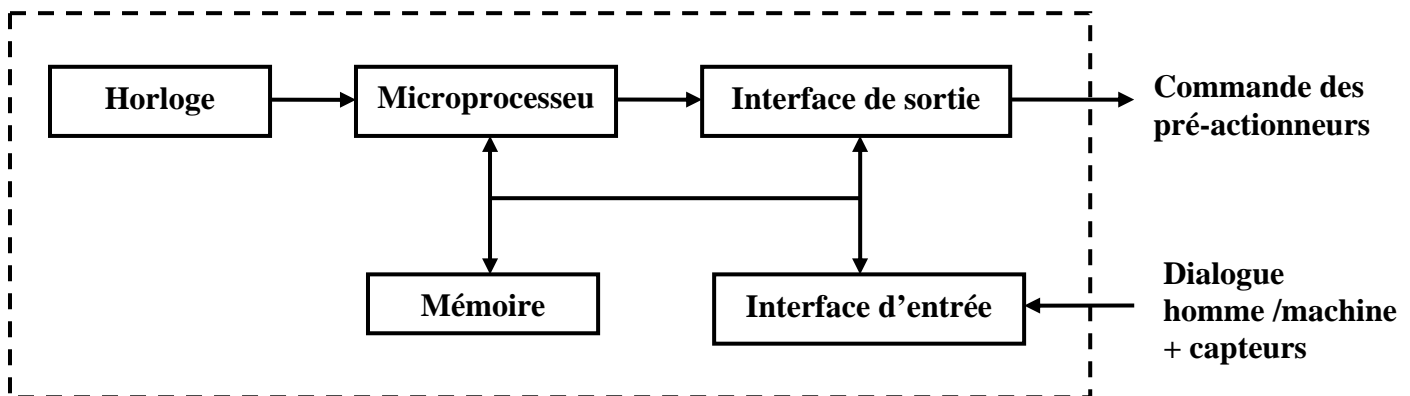 Horloge
Microprocesseu
Interface de sortie
Commande des
pré-actionneurs
Mémoire
Interface d’entrée
Dialogue
homme /machine
+ capteurs